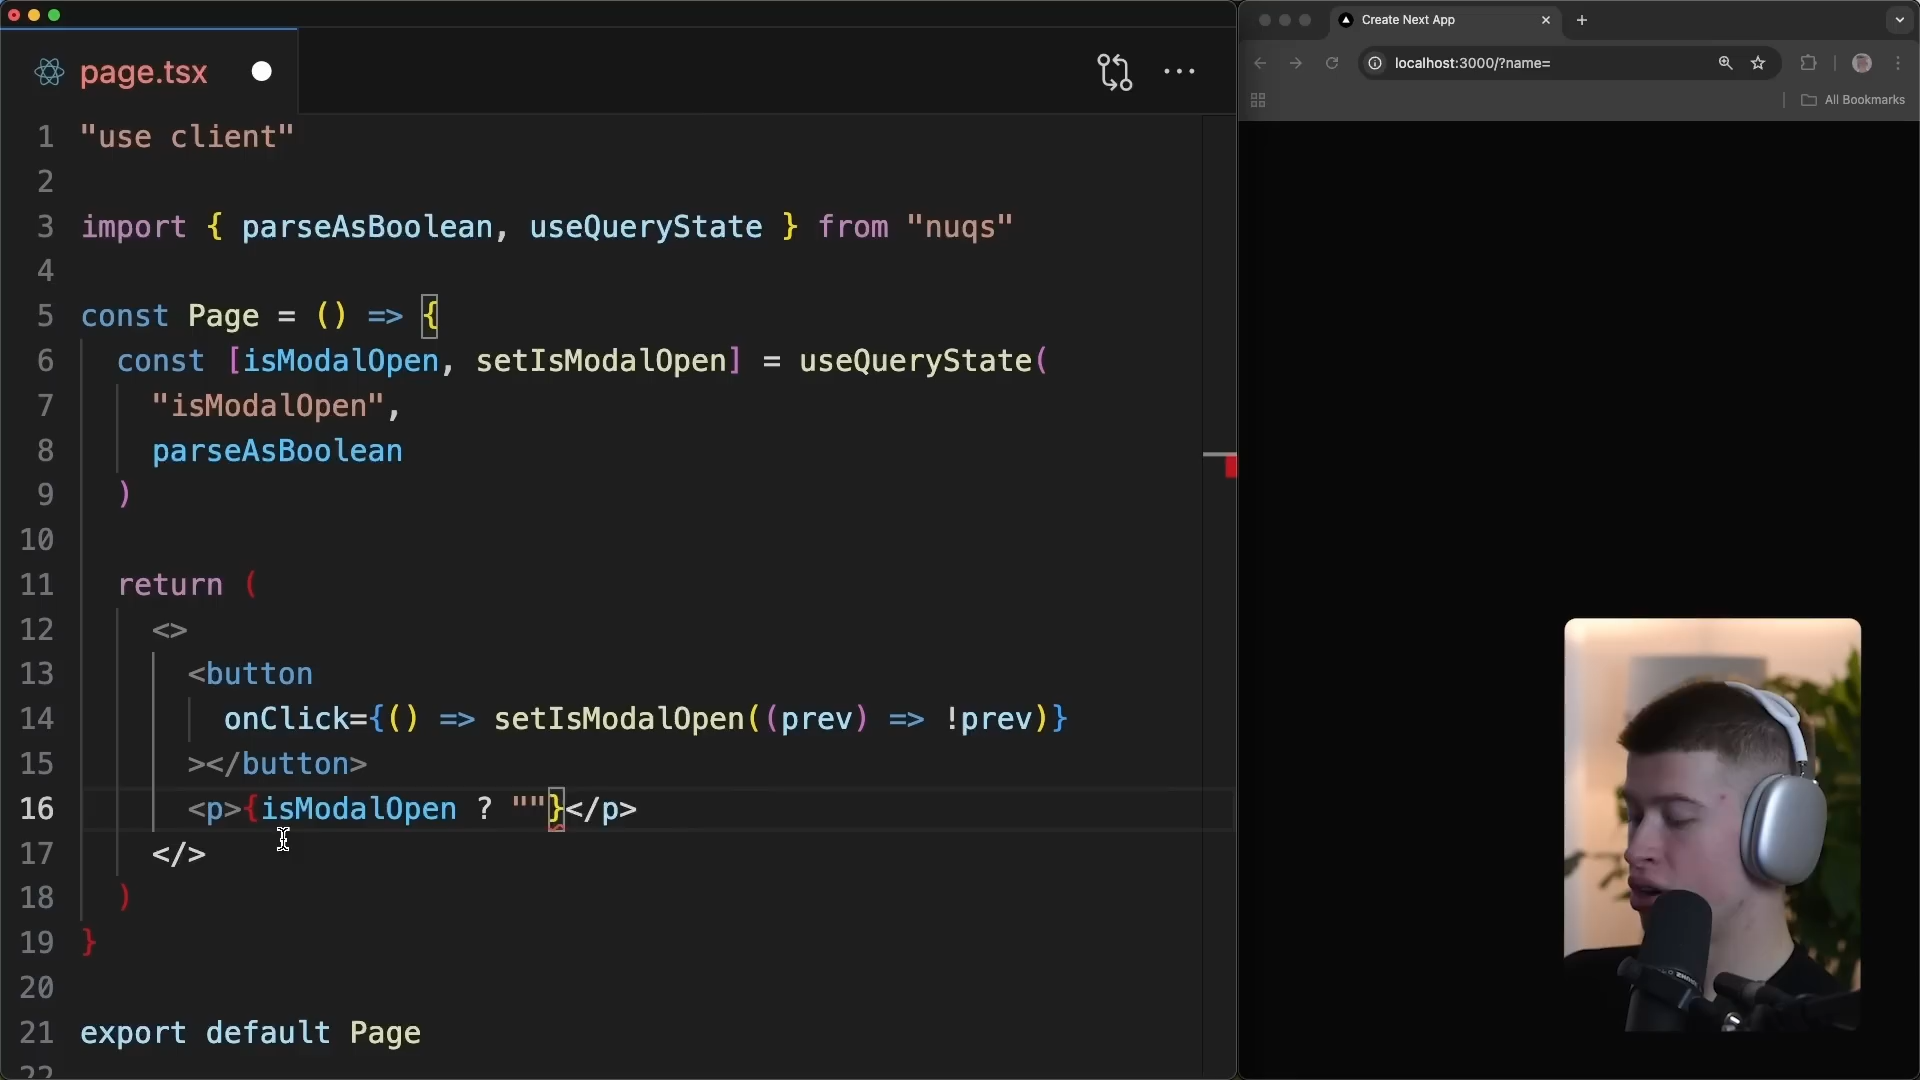 page.tsx
1 "use client"
2
3 import { parseAsBoolean, useQueryState } from "nuqs"
4
5 const Page = () => {
6 const [isModalOpen, setIsModalOpen] = useQueryState(
7 "isModalOpen",
8 parseAsBoolean
9 )
10
11 return (
12 <>
13 <button
14 onClick={() => setIsModalOpen((prev) => !prev)}
15 ></button>
16 <p>{isModalOpen ? ""}</p>
17 </>
18 )
19 }
20
21 export default Page
22
Create Next App
localhost:3000/?name=
All Bookmarks